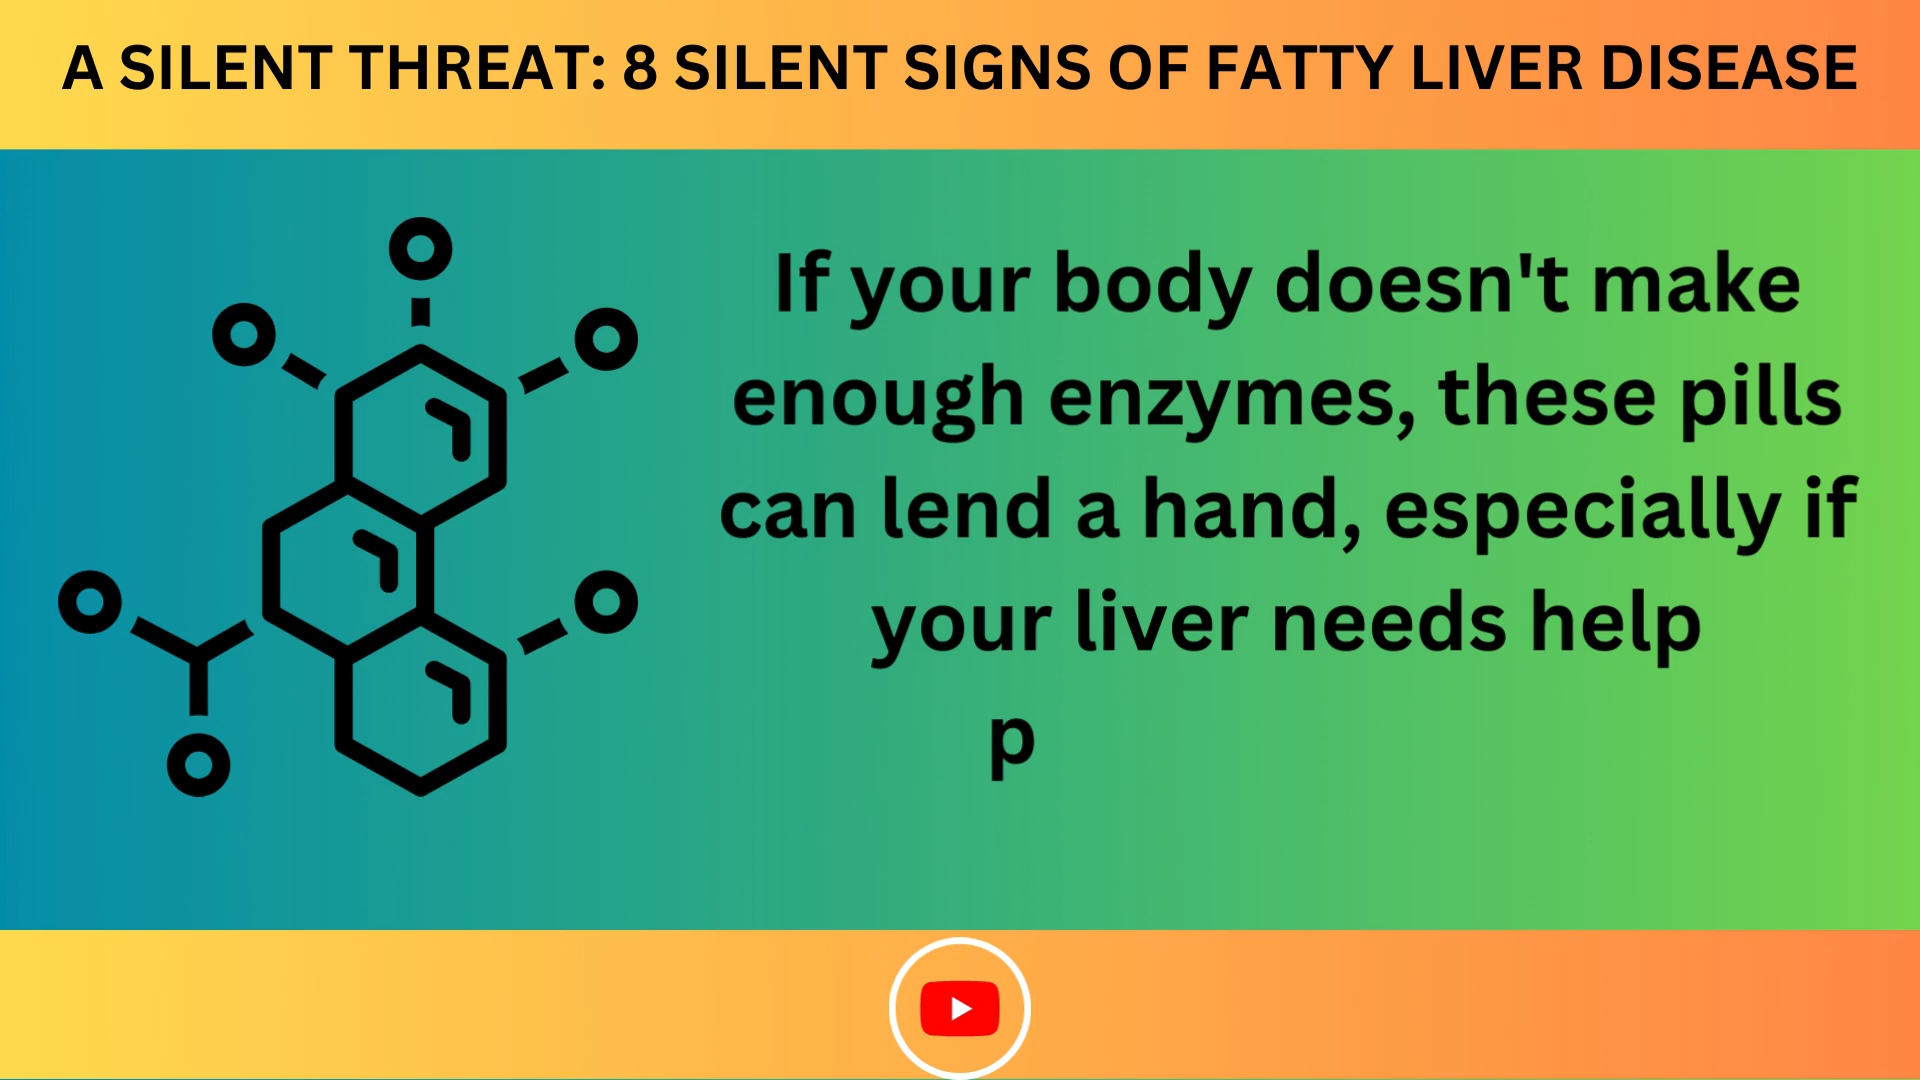 A SILENT THREAT: 8 SILENT SIGNS OF FATTY LIVER DISEASE
If your body doesn't make
enough enzymes, these pills
can lend a hand, especially if
your liver needs help
p